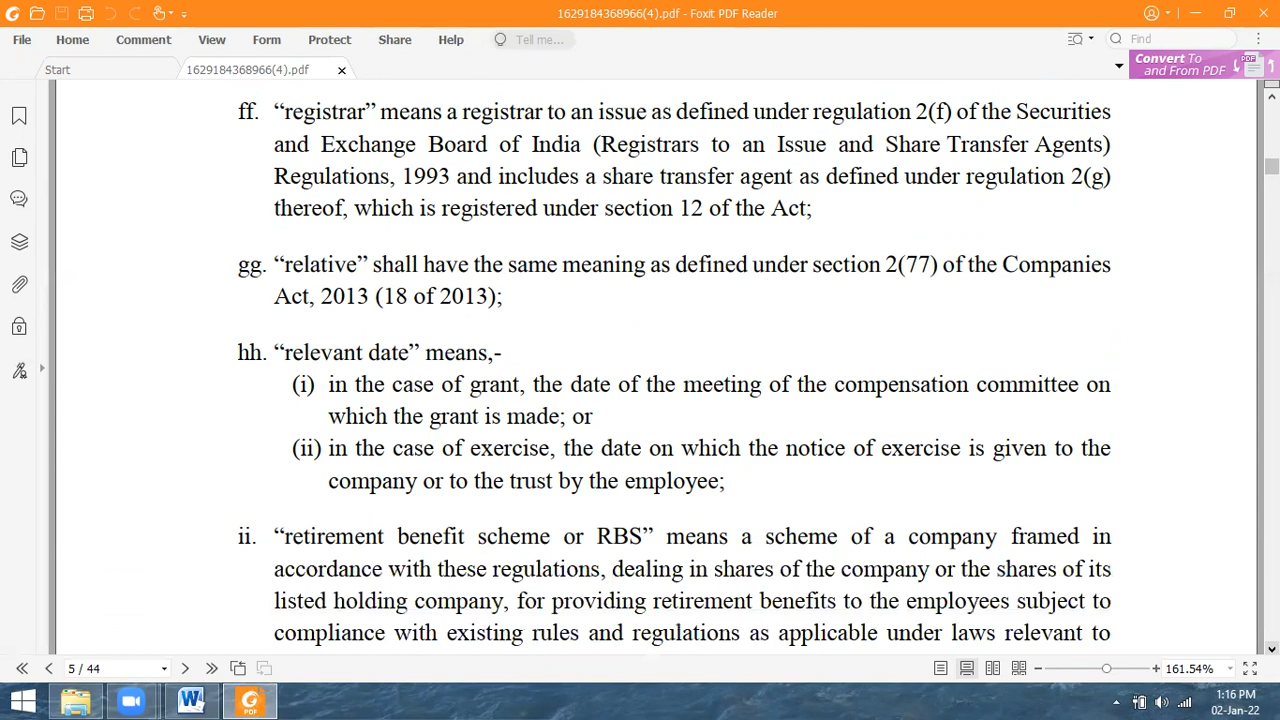 1629184368966(4).pdf - Foxit PDF Reader
File Home Comment View Form Protect Share Help Tell me... Find
Start 1629184368966(4).pdf
Convert To
and From PDF
PDF
ff. “registrar” means a registrar to an issue as defined under regulation 2(f) of the Securities
and Exchange Board of India (Registrars to an Issue and Share Transfer Agents)
Regulations, 1993 and includes a share transfer agent as defined under regulation 2(g)
thereof, which is registered under section 12 of the Act;
gg. “relative” shall have the same meaning as defined under section 2(77) of the Companies
Act, 2013 (18 of 2013);
hh. “relevant date” means,-
(i) in the case of grant, the date of the meeting of the compensation committee on
which the grant is made; or
(ii) in the case of exercise, the date on which the notice of exercise is given to the
company or to the trust by the employee;
ii. “retirement benefit scheme or RBS” means a scheme of a company framed in
accordance with these regulations, dealing in shares of the company or the shares of its
listed holding company, for providing retirement benefits to the employees subject to
compliance with existing rules and regulations as applicable under laws relevant to
5 / 44 161.54%
W PDF
1:16 PM
02-Jan-22